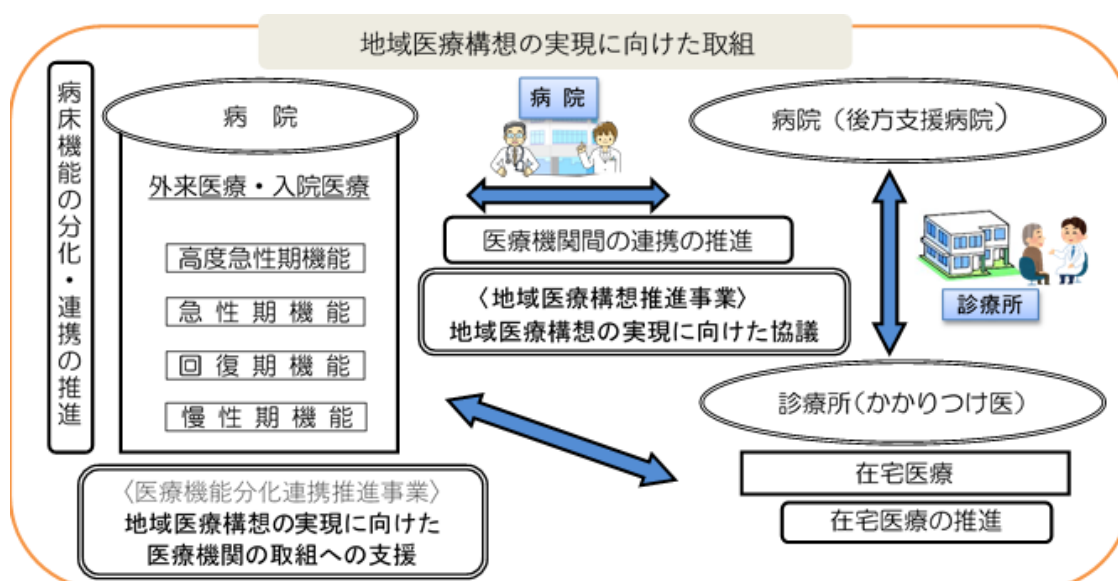 地域医療構想の実現に向けた取組
病床機能の分化・連携の推進
病 院
外来医療・入院医療
高度急性期機能
急性期機能
回復期機能
慢性期機能
〈医療機能分化連携推進事業〉
地域医療構想の実現に向けた
医療機関の取組への支援
病 院
医療機関間の連携の推進
〈地域医療構想推進事業〉
地域医療構想の実現に向けた協議
病院（後方支援病院）
診療所
診療所（かかりつけ医）
在宅医療
在宅医療の推進